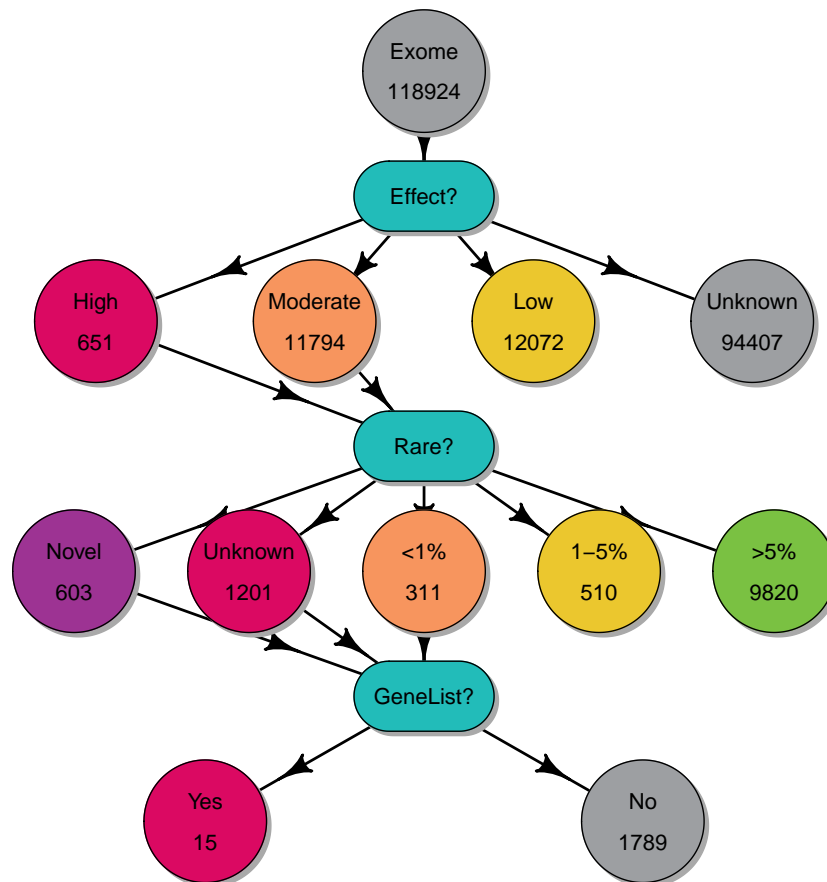 Exome
118924
Effect?
High
651
Moderate
11794
Low
12072
Unknown
94407
Rare?
Novel
603
Unknown
1201
<1%
311
1–5%
510
>5%
9820
GeneList?
Yes
15
No
1789